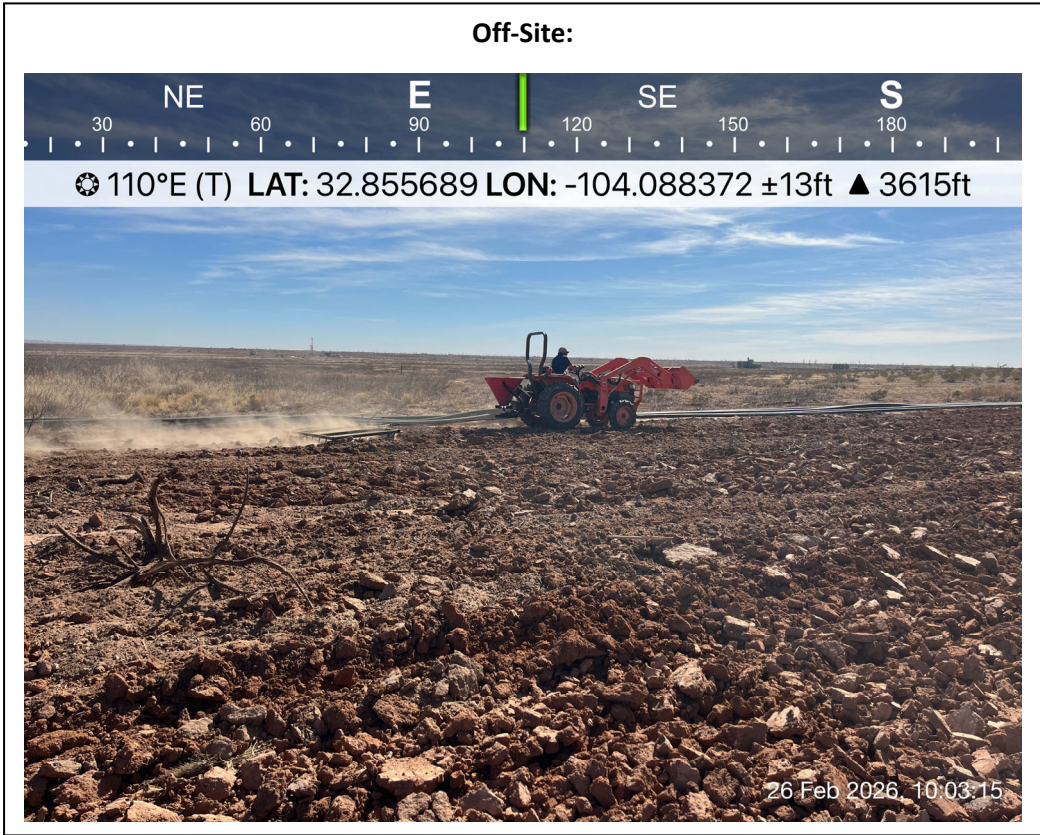 Off-Site:
NE E SE S
30 60 90 120 150 180
110°E (T) LAT: 32.855689 LON: -104.088372 ±13ft ▲ 3615ft
26 Feb 2026, 10:03:15